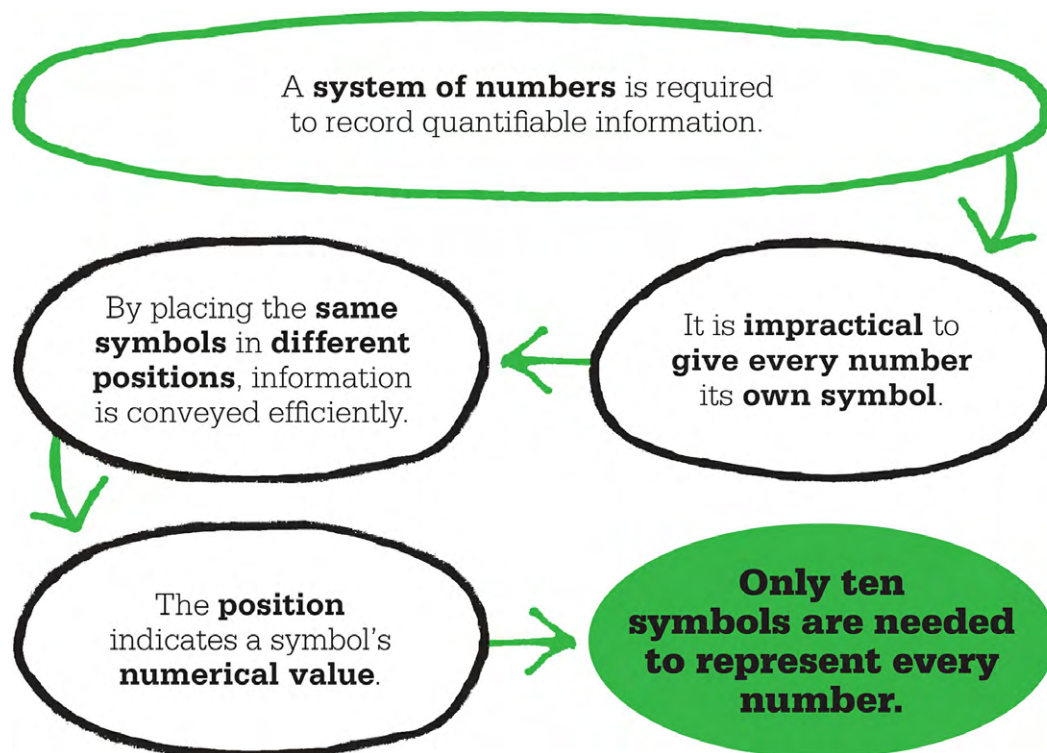 A system of numbers is required
to record quantifiable information.
It is impractical to
give every number
its own symbol.
By placing the same
symbols in different
positions, information
is conveyed efficiently.
The position
indicates a symbol’s
numerical value.
Only ten
symbols are needed
to represent every
number.